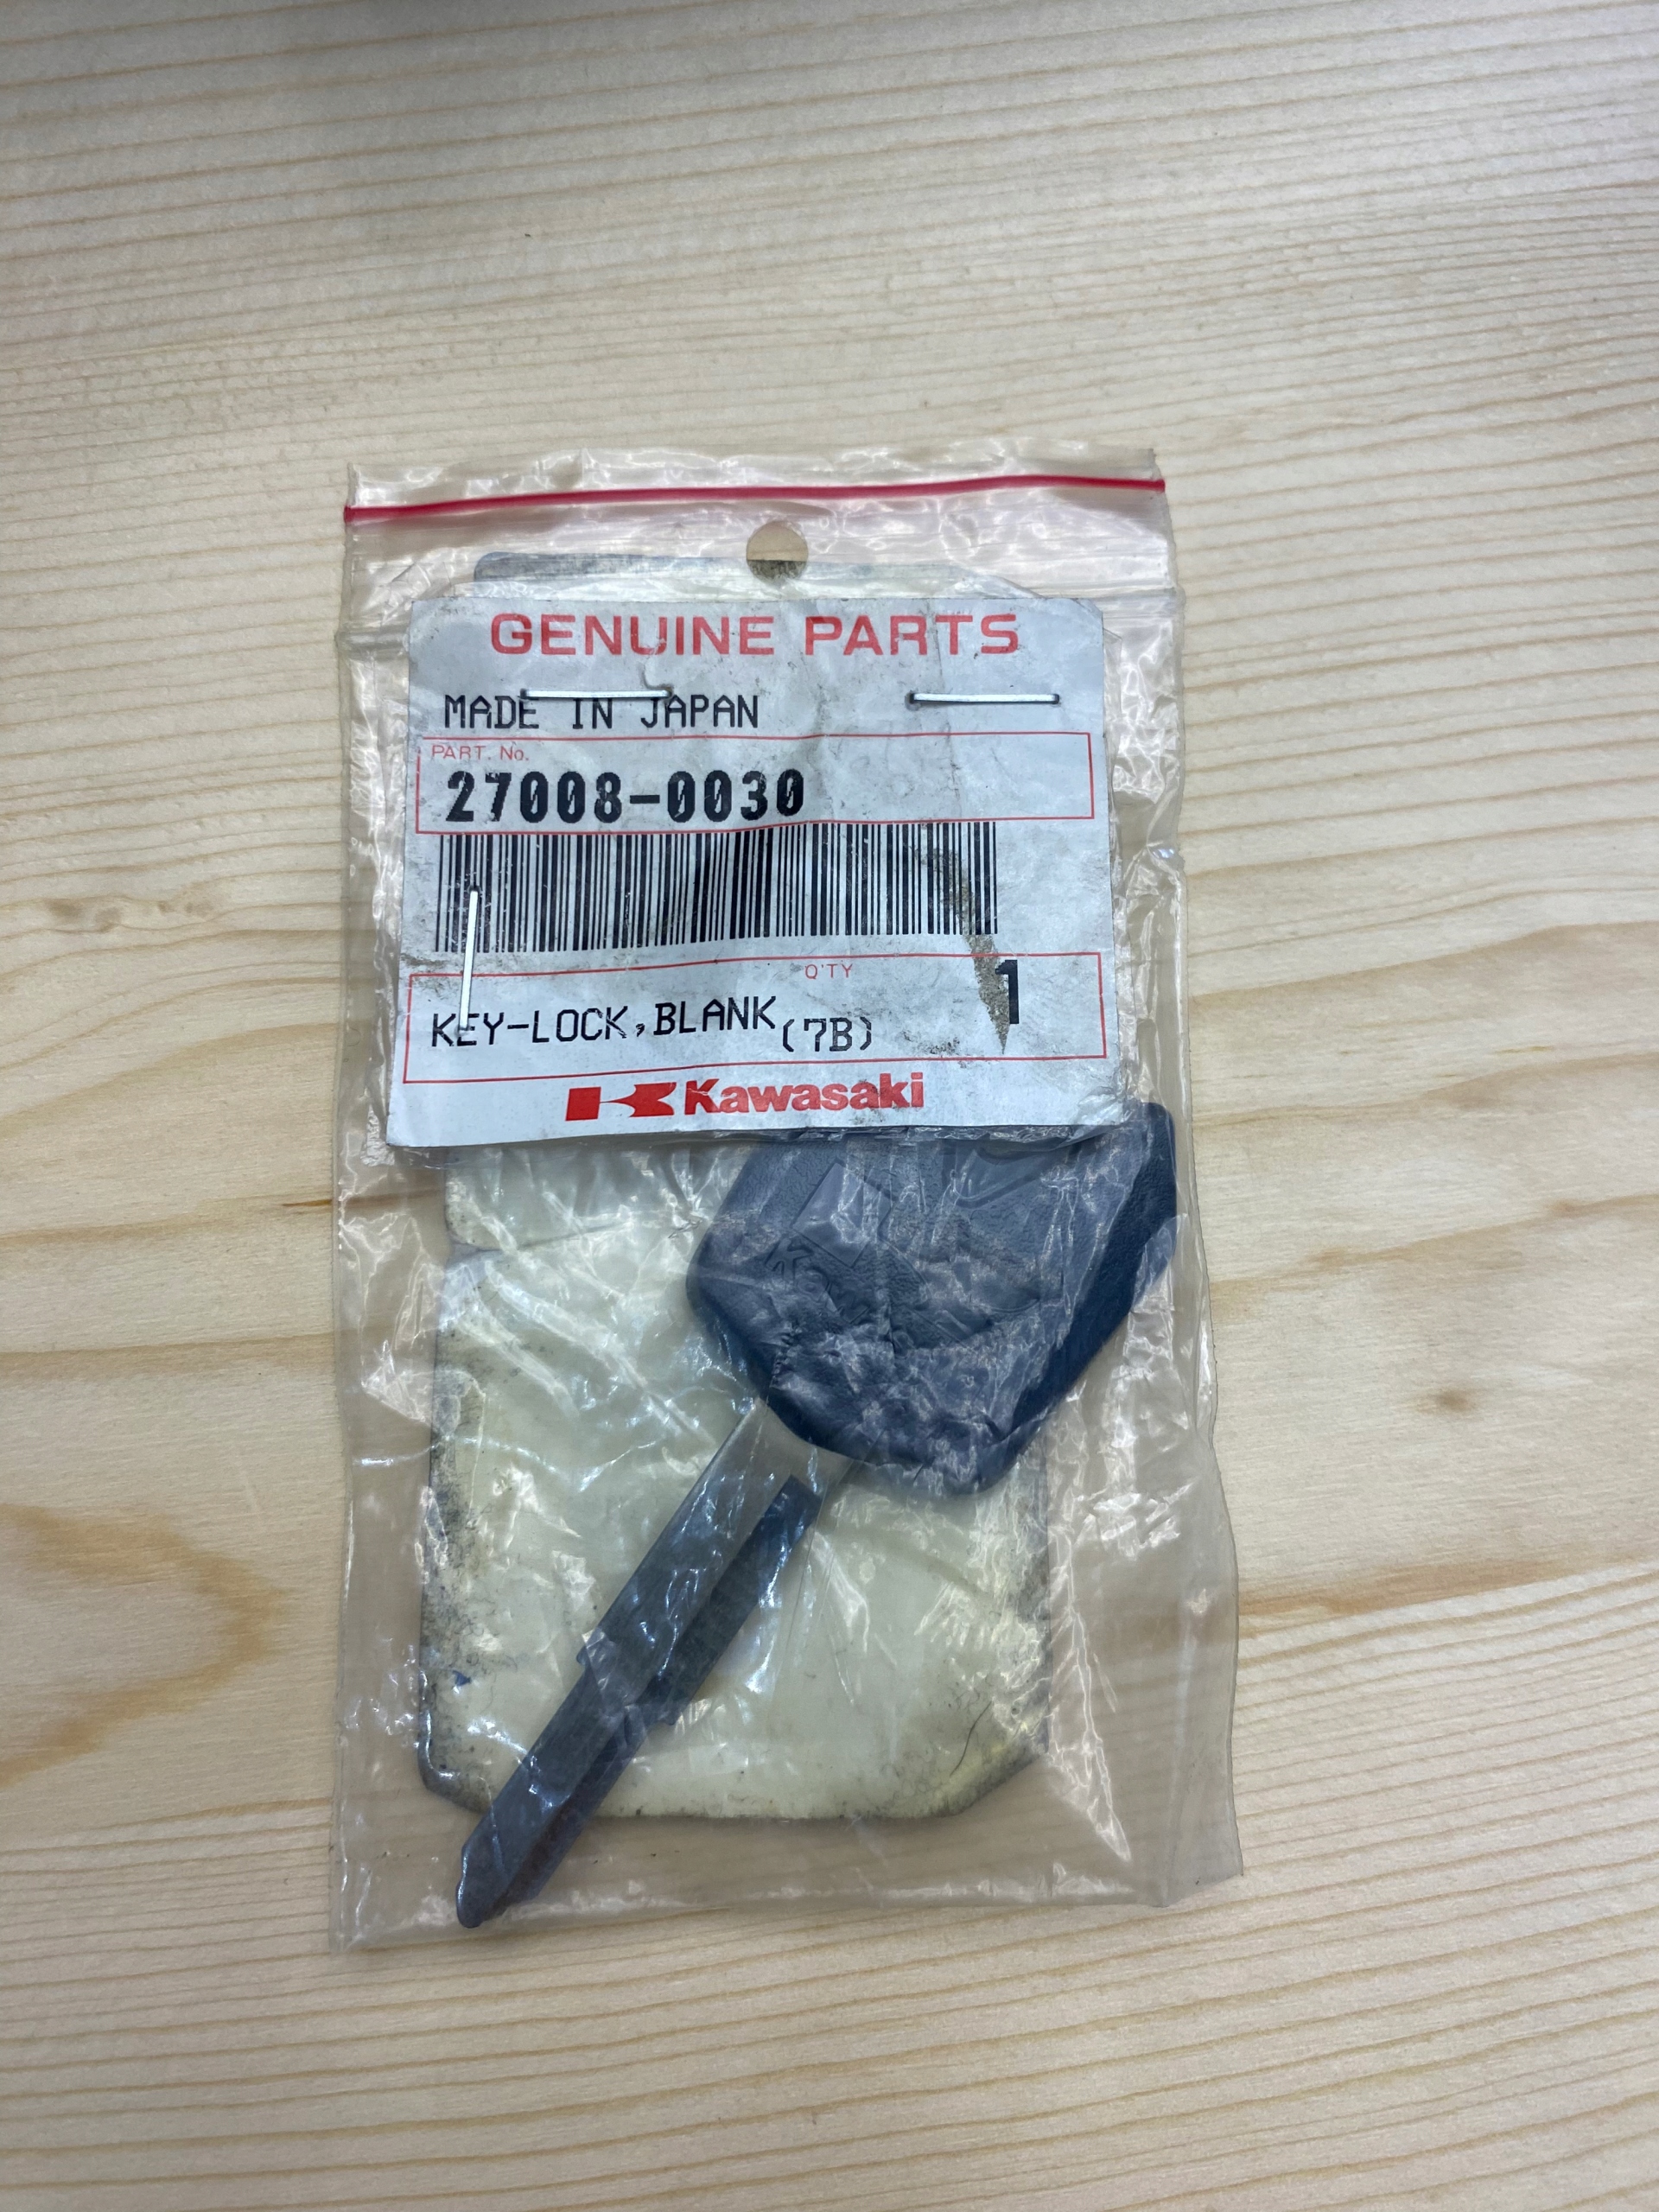 GENUINE PARTS
MADE IN JAPAN
PART. No.
27008-0030
Q'TY
1
KEY-LOCK,BLANK(7B)
Kawasaki